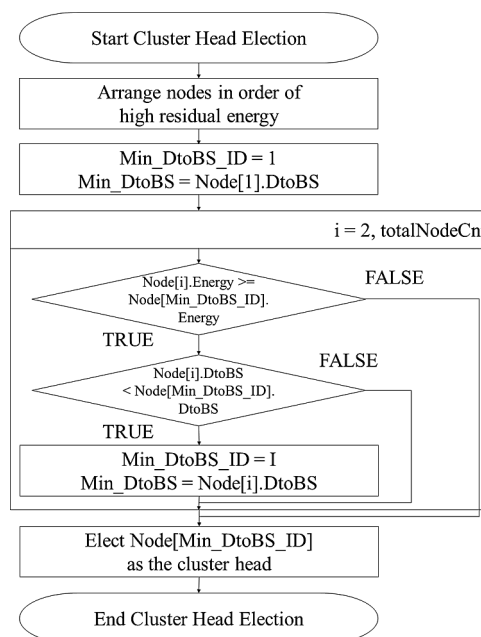 Start Cluster Head Election
Arrange nodes in order of
high residual energy
Min_DtoBS_ID = 1
Min_DtoBS = Node[1].DtoBS
i = 2, totalNodeCn
Node[i].Energy >=
Node[Min_DtoBS_ID].
Energy
FALSE
TRUE
Node[i].DtoBS
< Node[Min_DtoBS_ID].
DtoBS
FALSE
TRUE
Min_DtoBS_ID = I
Min_DtoBS = Node[i].DtoBS
Elect Node[Min_DtoBS_ID]
as the cluster head
End Cluster Head Election